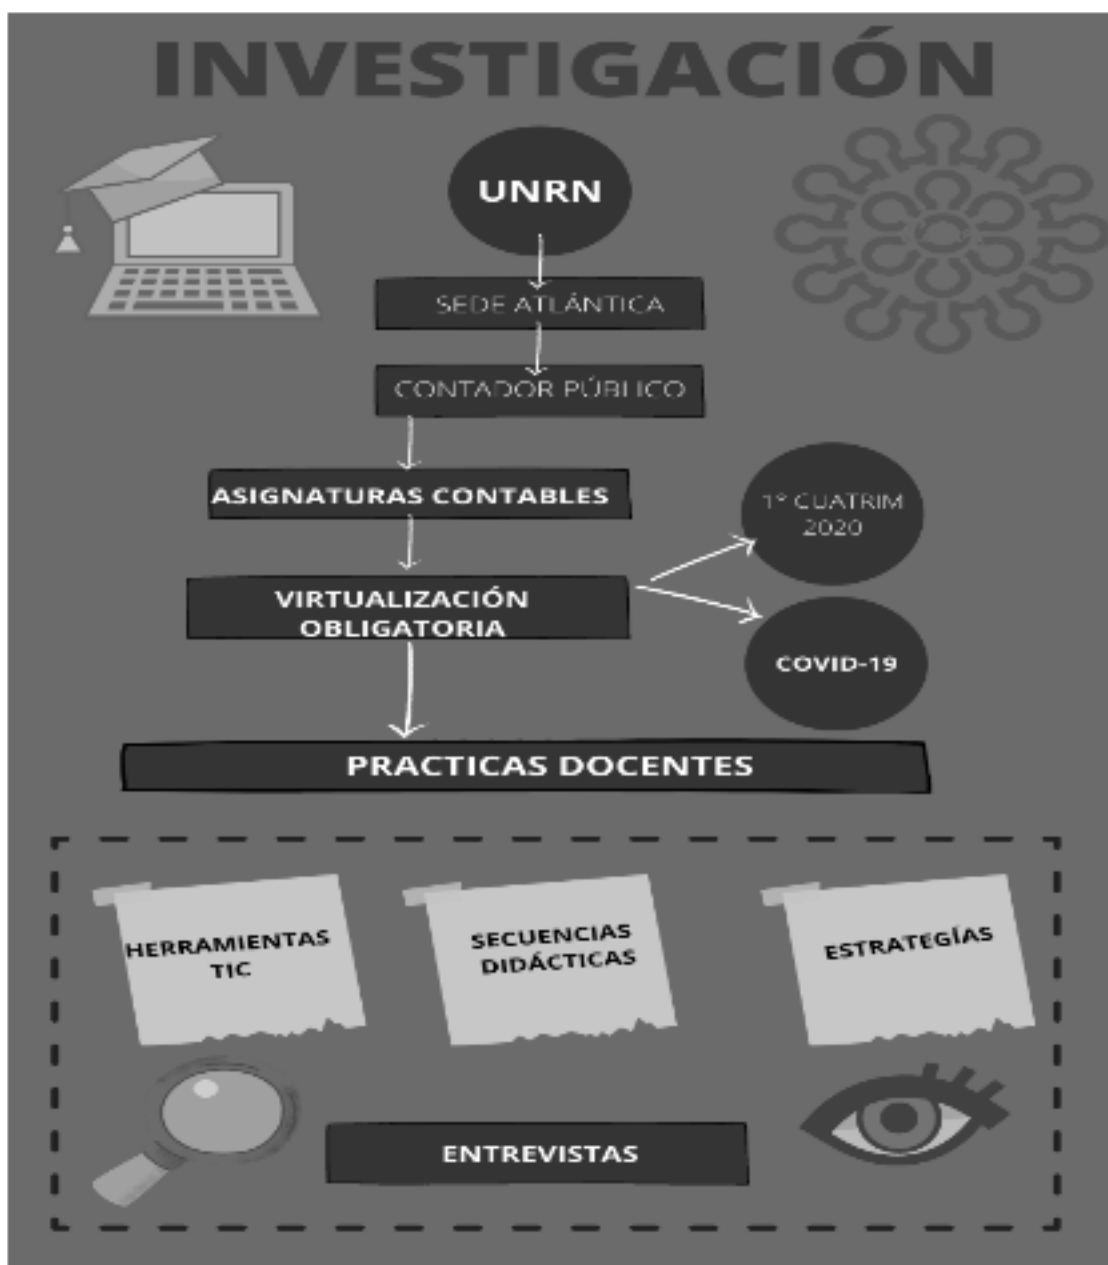 INVESTIGACIÓN
UNRN
SEDE ATLÁNTICA
CONTADOR PÚBLICO
ASIGNATURAS CONTABLES
1° CUATRIM
2020
VIRTUALIZACIÓN
OBLIGATORIA
COVID-19
PRACTICAS DOCENTES
HERRAMIENTAS
TIC
SECUENCIAS
DIDÁCTICAS
ESTRATEGÍAS
ENTREVISTAS